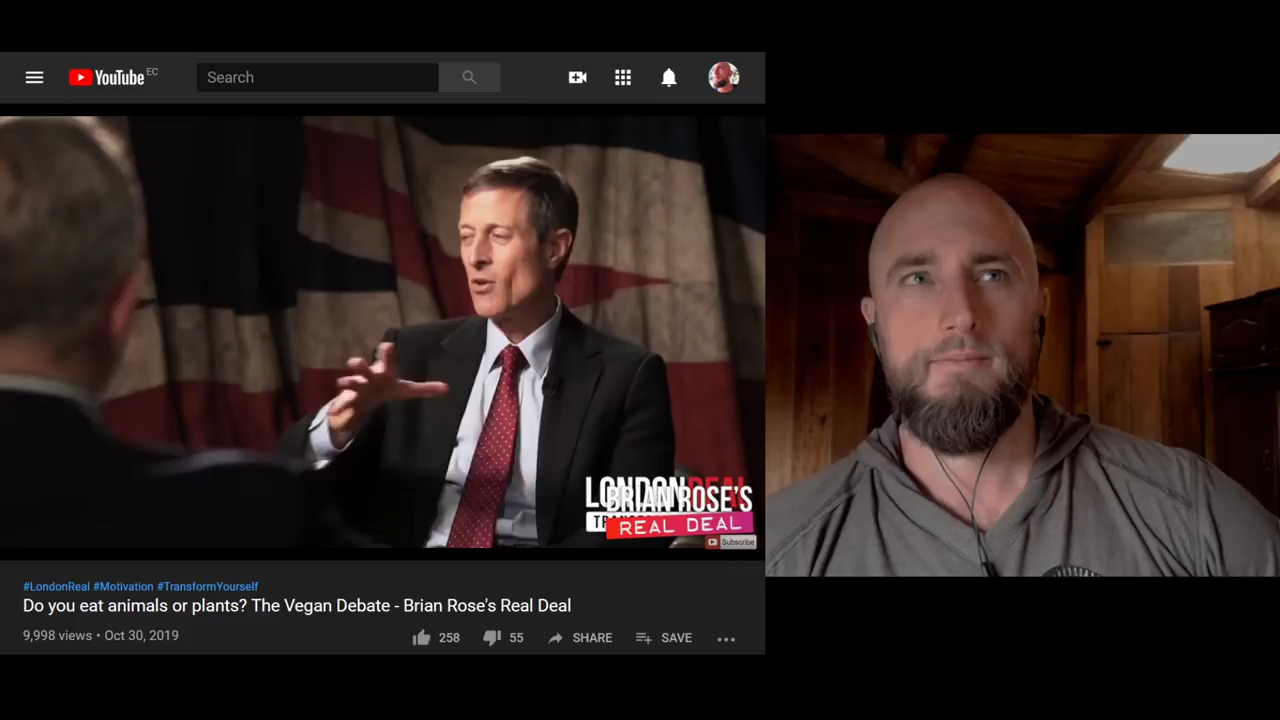 YouTube EC
Search
LONDON REAL
BRIAN ROSE'S
REAL DEAL
Subscribe
#LondonReal #Motivation #TransformYourself
Do you eat animals or plants? The Vegan Debate - Brian Rose's Real Deal
9,998 views • Oct 30, 2019
258
55
SHARE
SAVE